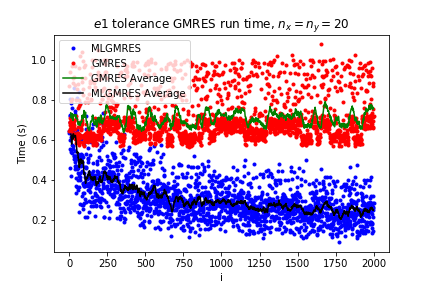 e1 tolerance GMRES run time, n_x = n_y = 20
MLGMRES
GMRES
GMRES Average
MLGMRES Average
Time (s)
1.0
0.8
0.6
0.4
0.2
0 250 500 750 1000 1250 1500 1750 2000
i